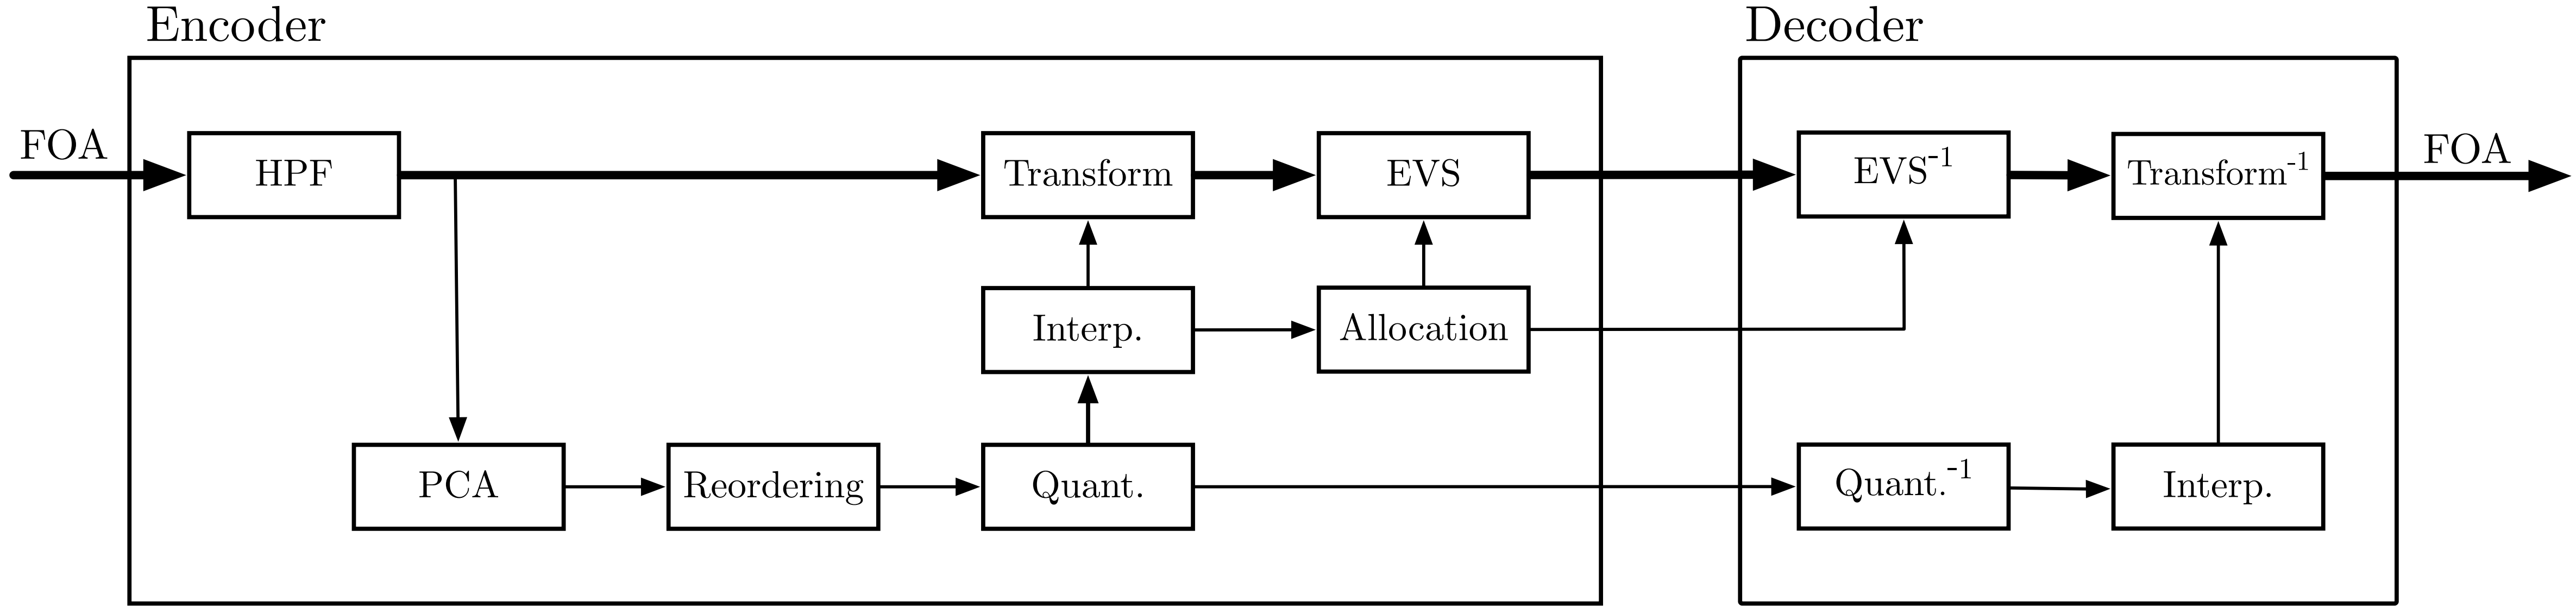 Encoder
Decoder
FOA
HPF
Transform
EVS
EVS-1
Transform-1
FOA
Interp.
Allocation
PCA
Reordering
Quant.
Quant.-1
Interp.